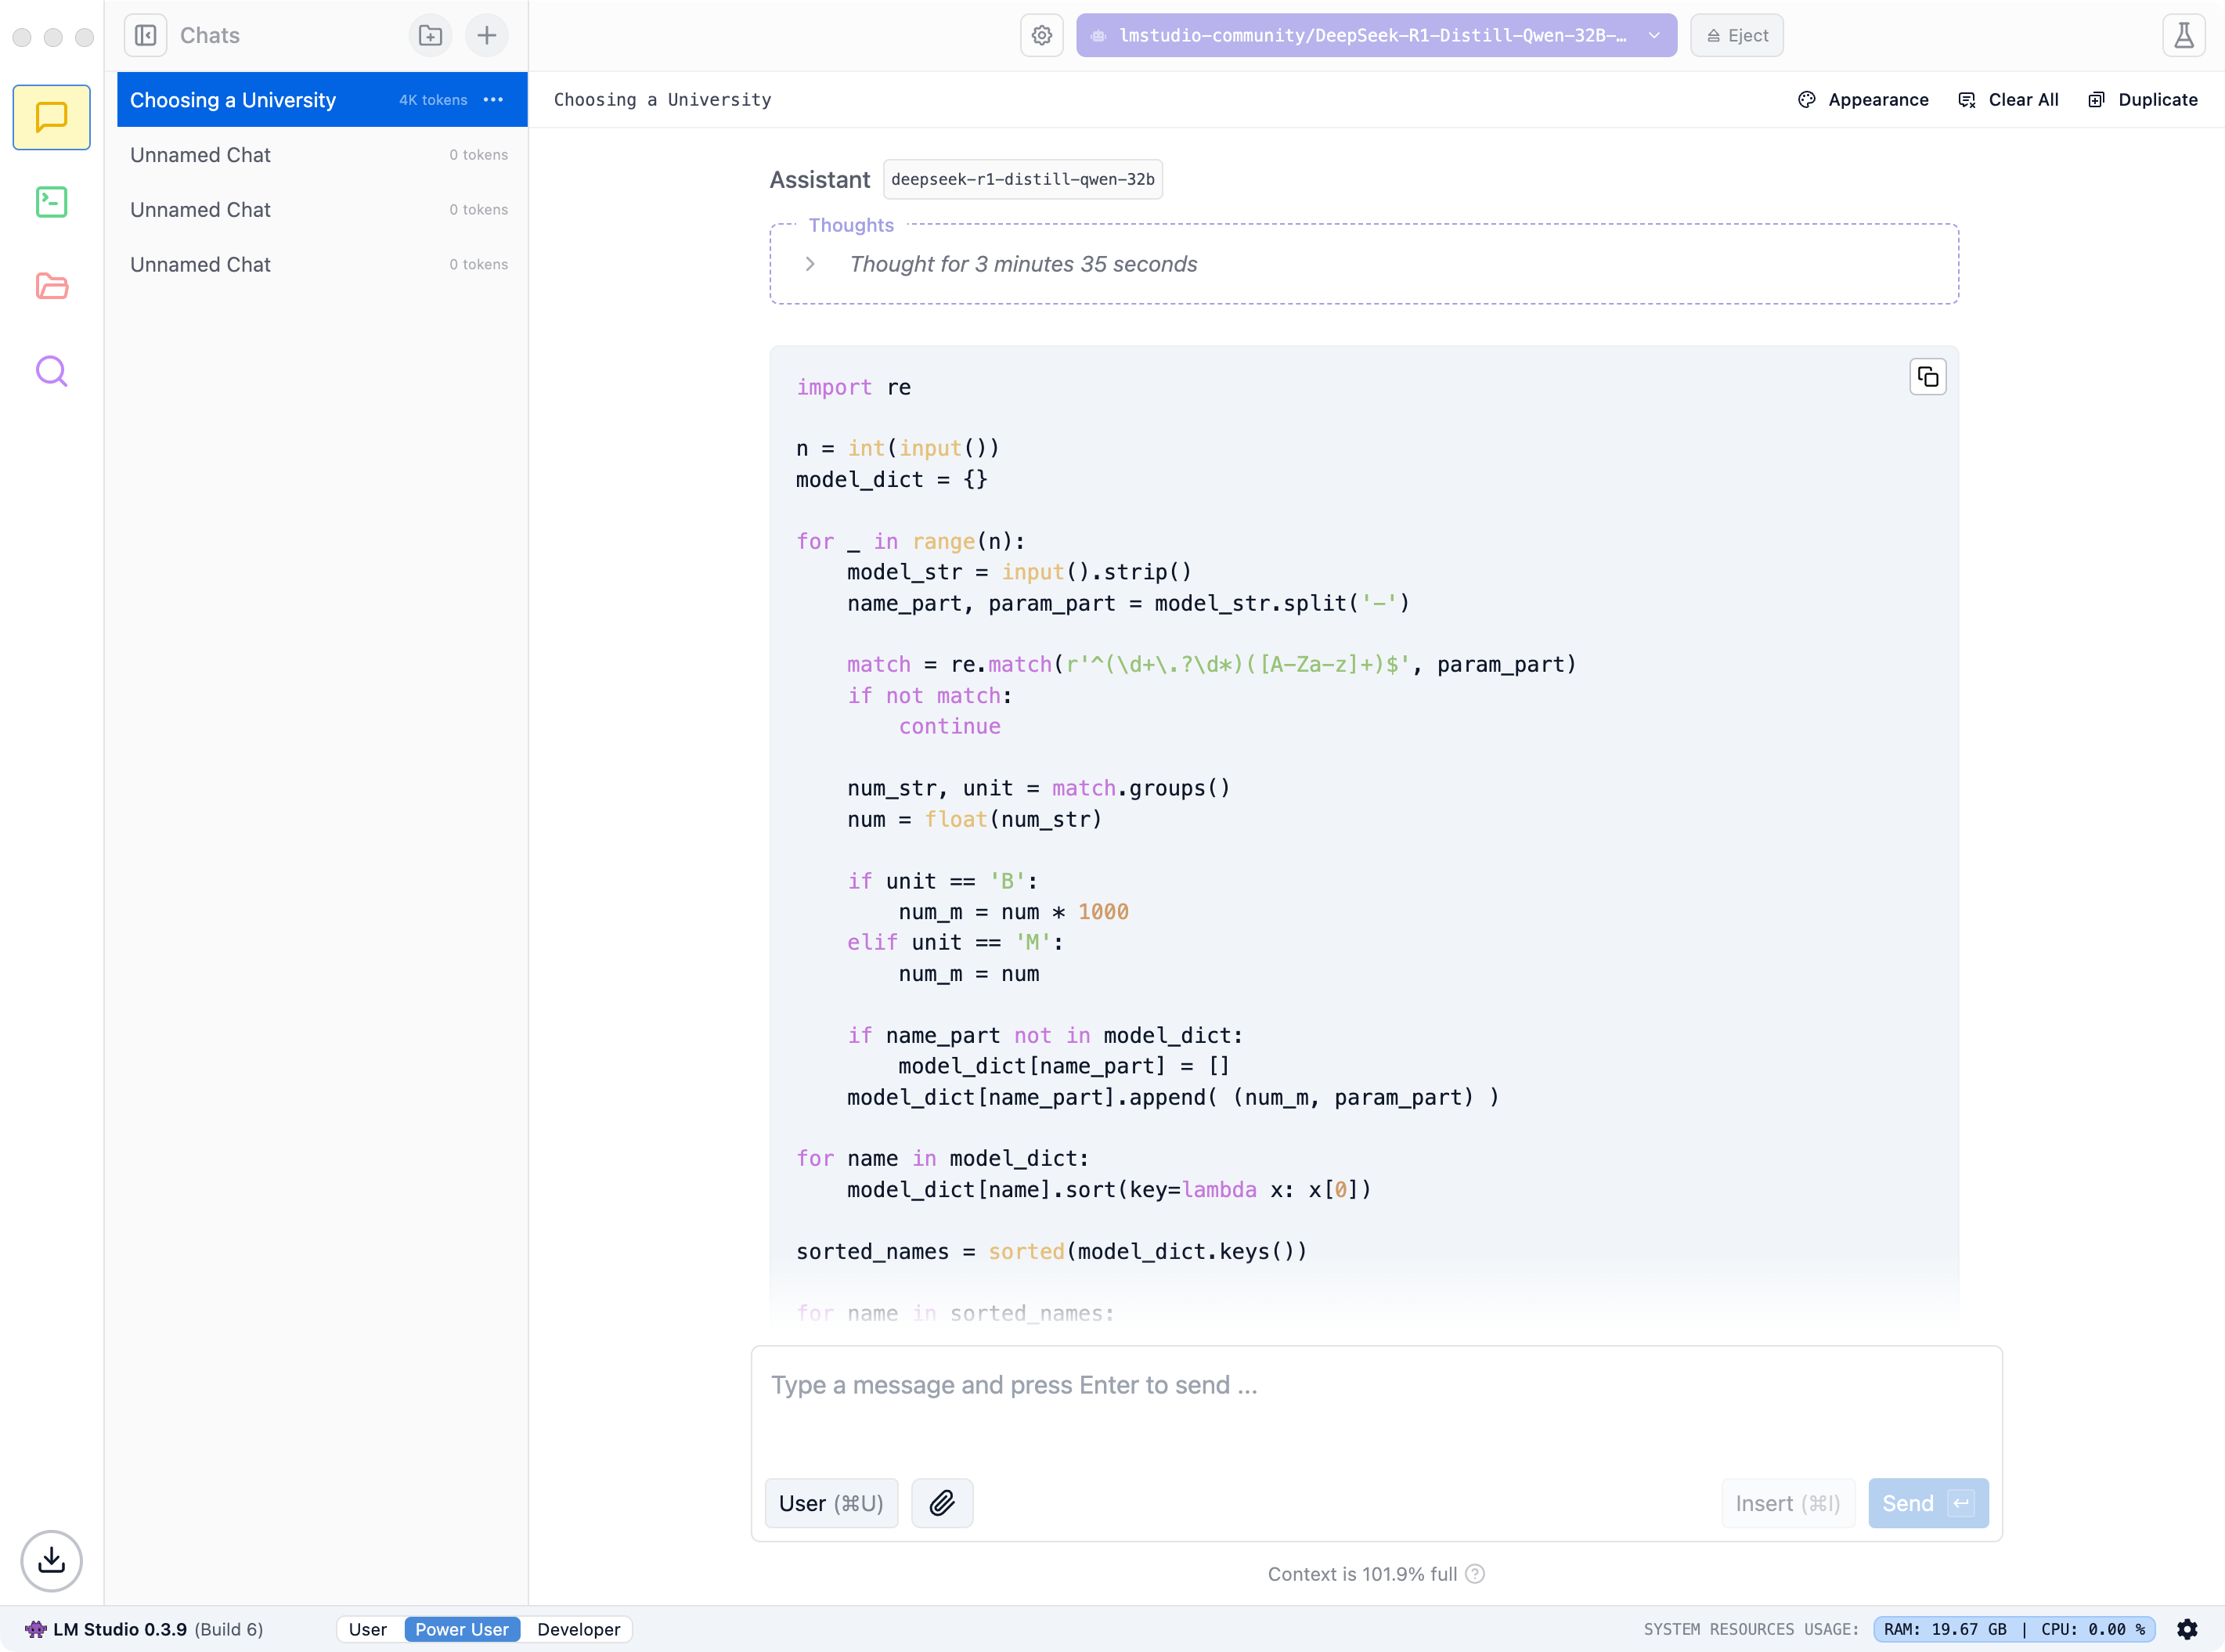 Chats
lmstudio-community/DeepSeek-R1-Distill-Qwen-32B-…
Eject
Choosing a University 4K tokens
Unnamed Chat 0 tokens
Unnamed Chat 0 tokens
Unnamed Chat 0 tokens
Choosing a University
Appearance
Clear All
Duplicate
Assistant deepseek-r1-distill-qwen-32b
Thoughts
Thought for 3 minutes 35 seconds
import re
n = int(input())
model_dict = {}
for _ in range(n):
    model_str = input().strip()
    name_part, param_part = model_str.split('-')
    match = re.match(r'^(\d+\.?\d*)([A-Za-z]+)$', param_part)
    if not match:
        continue
    num_str, unit = match.groups()
    num = float(num_str)
    if unit == 'B':
        num_m = num * 1000
    elif unit == 'M':
        num_m = num
    if name_part not in model_dict:
        model_dict[name_part] = []
    model_dict[name_part].append( (num_m, param_part) )
for name in model_dict:
    model_dict[name].sort(key=lambda x: x[0])
sorted_names = sorted(model_dict.keys())
for name in sorted_names:
Type a message and press Enter to send ...
User (⌘U)
Insert (⌘I)
Send
Context is 101.9% full
LM Studio 0.3.9 (Build 6)
User
Power User
Developer
SYSTEM RESOURCES USAGE: RAM: 19.67 GB | CPU: 0.00 %